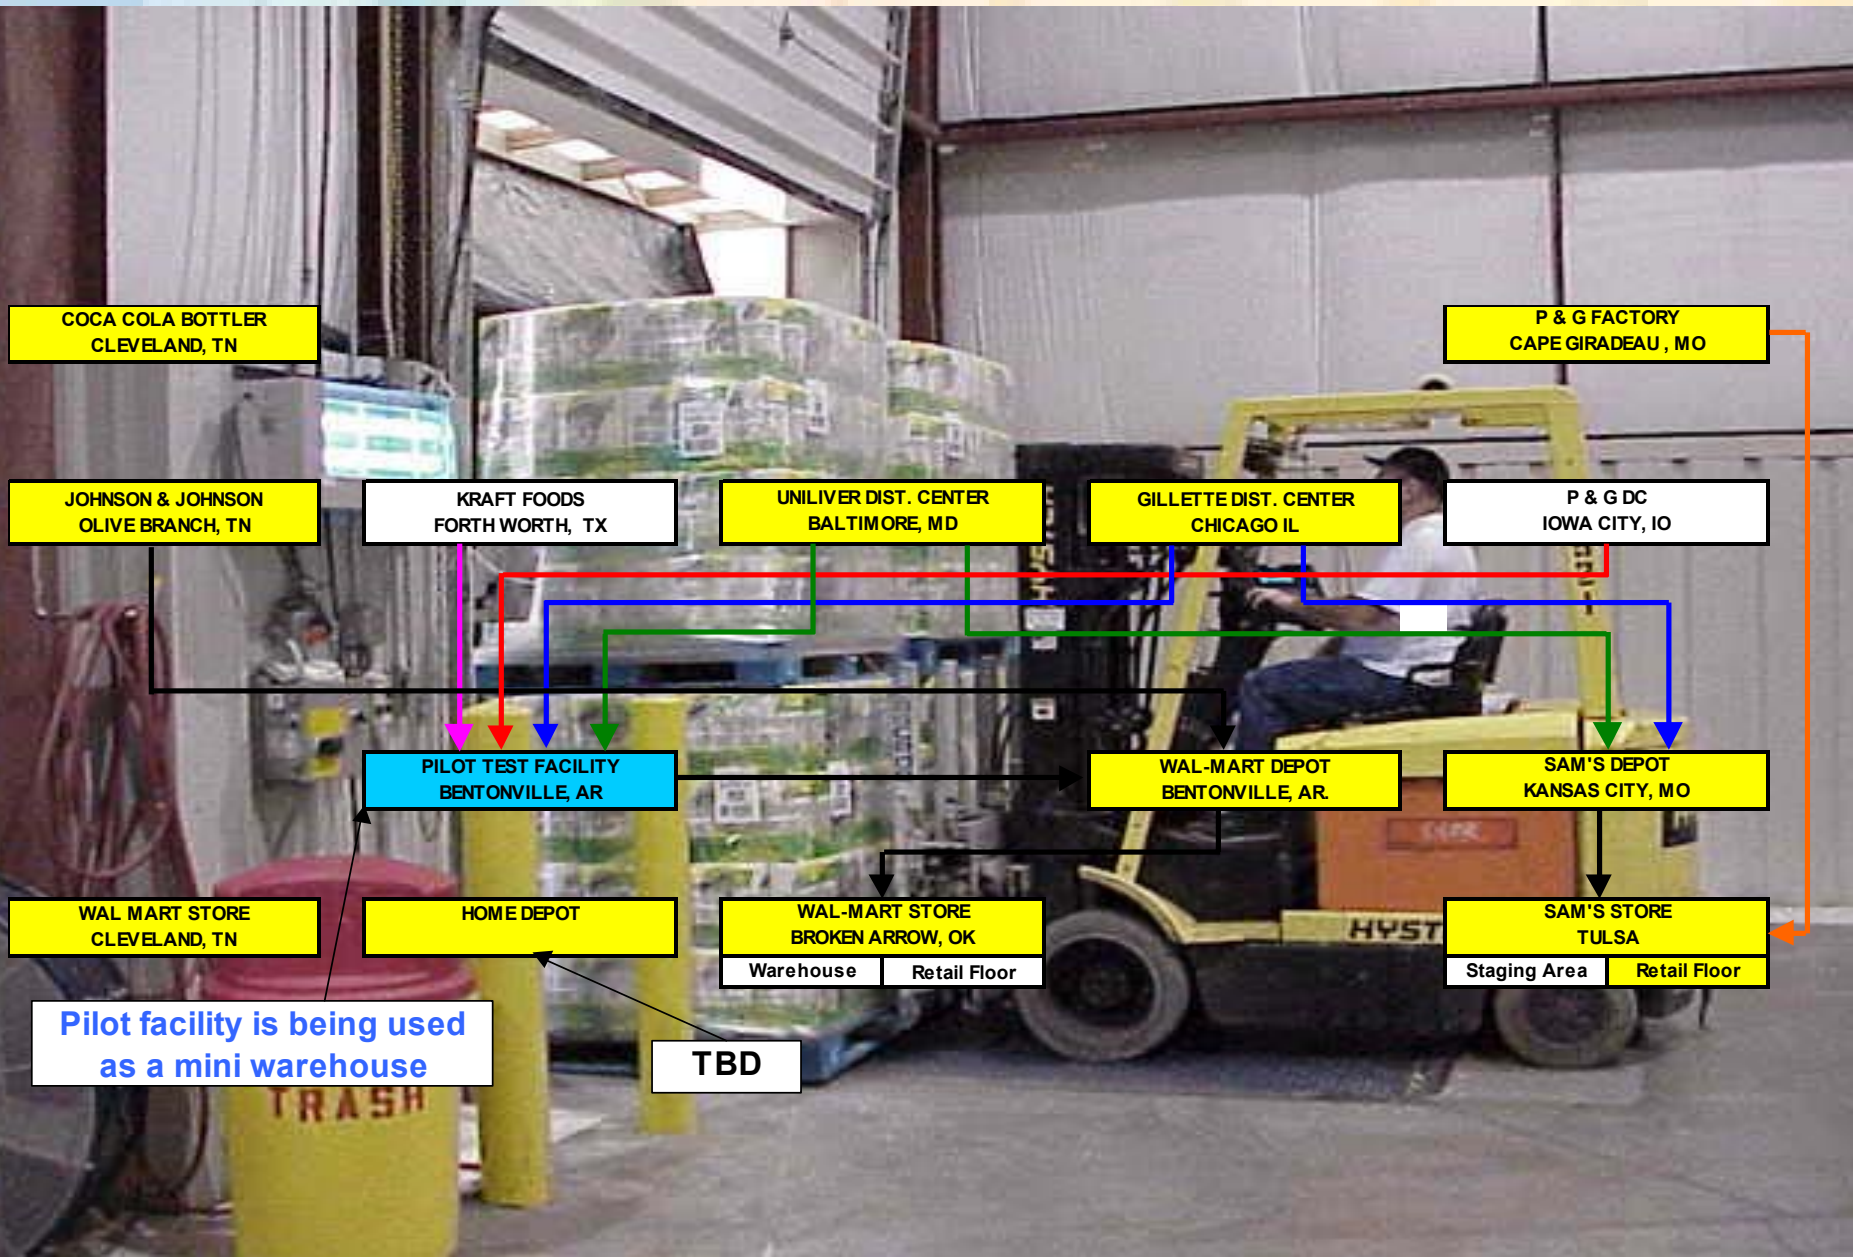 COCA COLA BOTTLER
CLEVELAND, TN
P & G FACTORY
CAPE GIRADEAU , MO
JOHNSON & JOHNSON
OLIVE BRANCH, TN
KRAFT FOODS
FORTH WORTH, TX
UNILIVER DIST. CENTER
BALTIMORE, MD
GILLETTE DIST. CENTER
CHICAGO IL
P & G DC
IOWA CITY, IO
PILOT TEST FACILITY
BENTONVILLE, AR
WAL-MART DEPOT
BENTONVILLE, AR.
SAM'S DEPOT
KANSAS CITY, MO
WAL MART STORE
CLEVELAND, TN
HOME DEPOT
WAL-MART STORE
BROKEN ARROW, OK
Warehouse
Retail Floor
HYST
SAM'S STORE
TULSA
Staging Area
Retail Floor
Pilot facility is being used
as a mini warehouse
TBD
TRASH